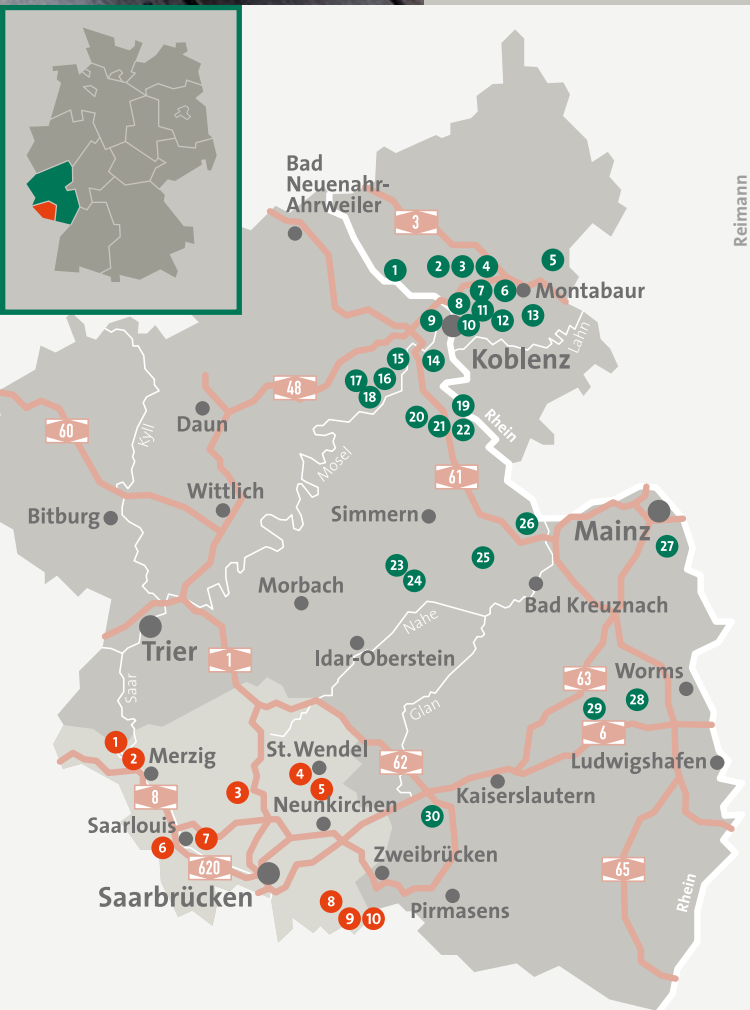 Bad
Neuenahr-
Ahrweiler
Reimann
3
1
2
3
4
5
7
6
Montabaur
8
11
9
10
12
13
Lahn
Koblenz
15
14
17
16
18
48
19
20
21
22
Rhein
Daun
60
Kyll
Mosel
61
Wittlich
Bitburg
Simmern
26
Mainz
27
25
23
24
Morbach
Bad Kreuznach
Nahe
Trier
Idar-Oberstein
1
Saar
Glan
63
Worms
28
29
6
1
2
Merzig
St. Wendel
4
5
62
Ludwigshafen
8
3
Neunkirchen
Kaiserslautern
30
Saarlouis
6
7
620
Zweibrücken
65
Saarbrücken
8
9
10
Pirmasens
Rhein